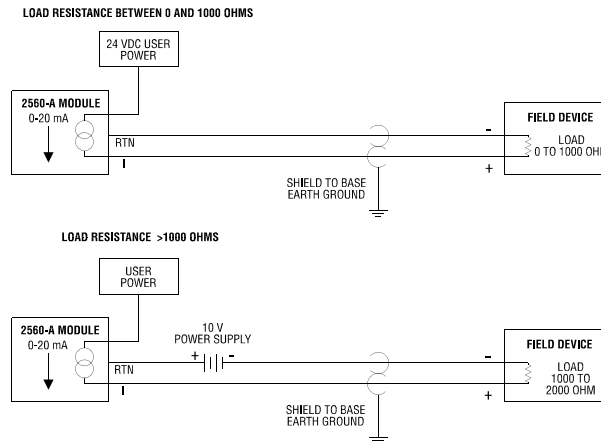 LOAD RESISTANCE BETWEEN 0 AND 1000 OHMS
24 VDC USER
POWER
2560-A MODULE
0-20 mA
RTN
I
-
+
FIELD DEVICE
LOAD
0 TO 1000 OH
SHIELD TO BASE
EARTH GROUND
LOAD RESISTANCE >1000 OHMS
USER
POWER
2560-A MODULE
0-20 mA
RTN
I
10 V
POWER SUPPLY
+ -
-
+
FIELD DEVICE
LOAD
1000 TO
2000 OHM
SHIELD TO BASE
EARTH GROUND